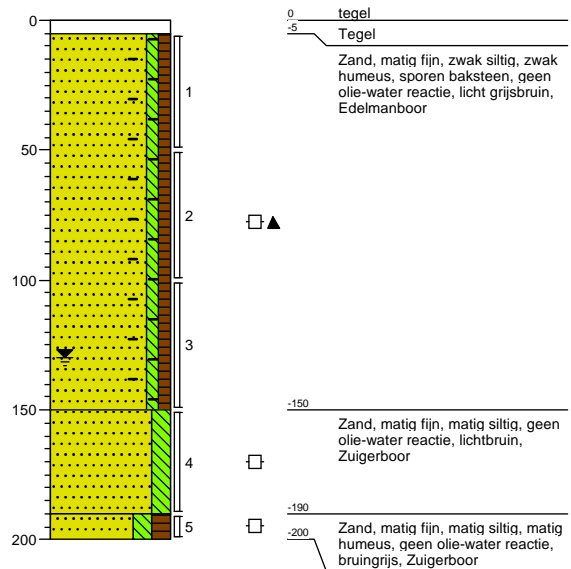 0
50
100
150
200
1
2
3
4
5
0 tegel
-5 Tegel
Zand, matig fijn, zwak siltig, zwak
humeus, sporen baksteen, geen
olie-water reactie, licht grijsbruin,
Edelmanboor
-150
Zand, matig fijn, matig siltig, geen
olie-water reactie, lichtbruin,
Zuigerboor
-190
-200
Zand, matig fijn, matig siltig, matig
humeus, geen olie-water reactie,
bruingrijs, Zuigerboor